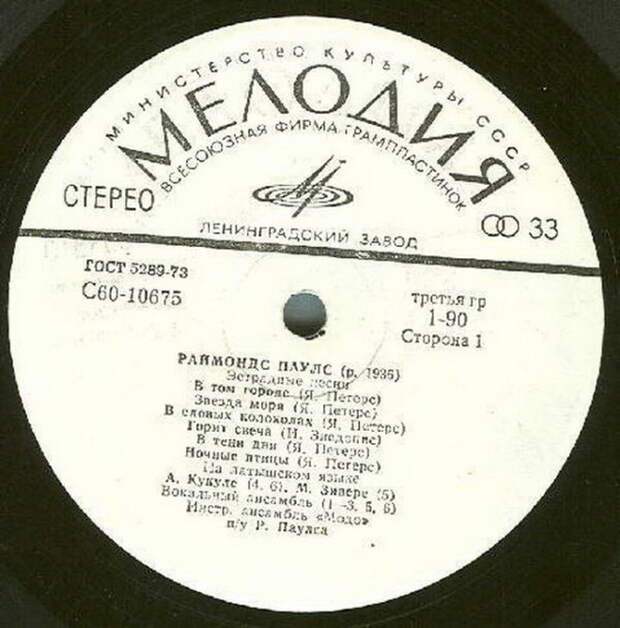 МИНИСТЕРСТВО КУЛЬТУРЫ СССР
МЕЛОДИЯ
ВСЕСОЮЗНАЯ ФИРМА ГРАМПЛАСТИНОК
СТЕРЕО
33
ЛЕНИНГРАДСКИЙ ЗАВОД
ГОСТ 5289-73
С60-10675
третья гр
1-90
Сторона 1
РАЙМОНДС ПАУЛС (р. 1936)
Эстрадные песни
В том городе (Я. Петерс)
Звезда моря (Я. Петерс)
В еловых колоколах (Я. Петерс)
Горит свеча (И. Зиедонис)
В тени дня (Я. Петерс)
Ночные птицы (Я. Петерс)
На латышском языке
А. Кукуле (4, 6), М. Зивере (5)
Вокальный ансамбль (1-3, 5, 6)
Инстр. ансамбль «Модо»
п/у Р. Паулса